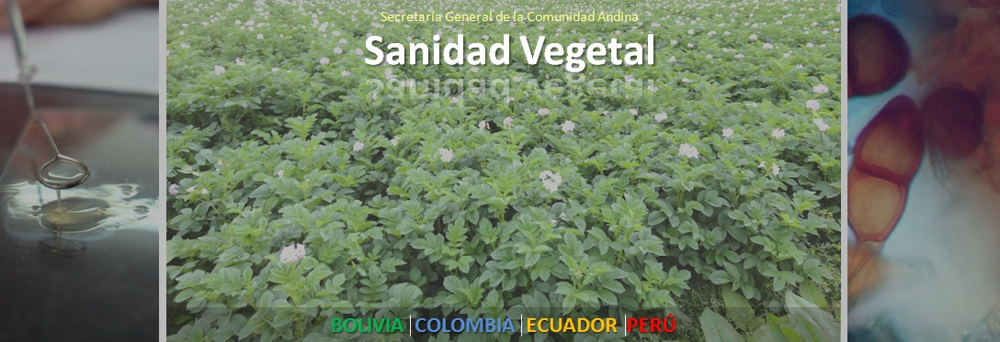 Secretaría General de la Comunidad Andina
Sanidad Vegetal
BOLIVIA COLOMBIA ECUADOR PERÚ